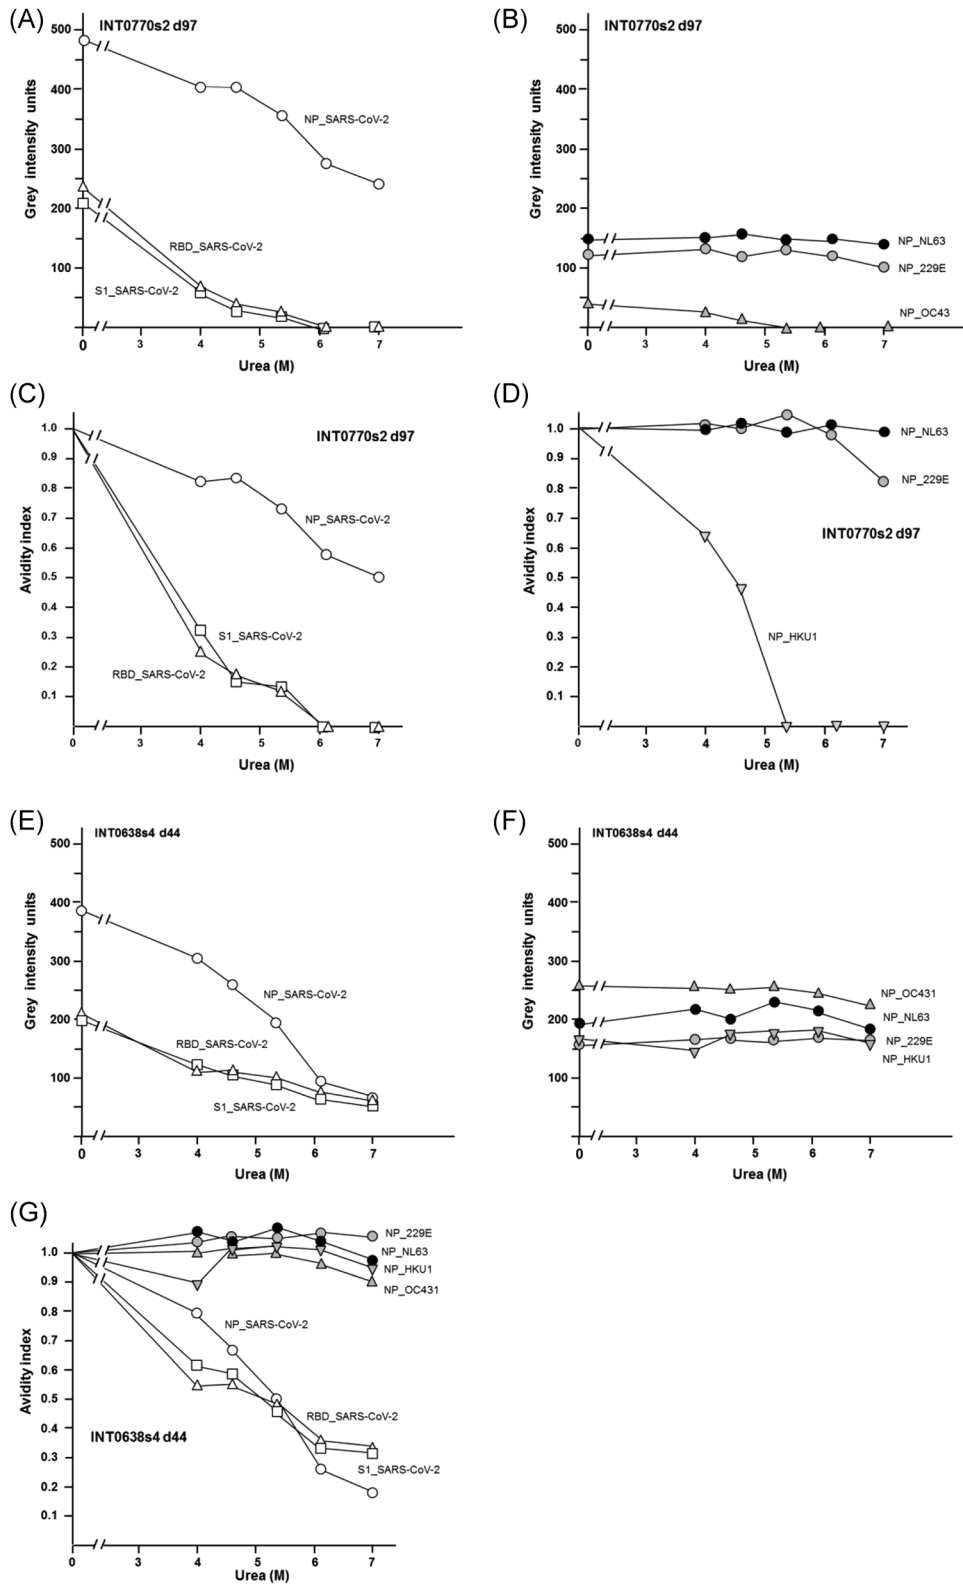 (A)
INT0770s2 d97
500
400
300
200
100
Grey intensity units
NP_SARS-CoV-2
RBD_SARS-CoV-2
S1_SARS-CoV-2
0 3 4 5 6 7
Urea (M)
(B)
INT0770s2 d97
500
400
300
200
100
Grey intensity units
NP_NL63
NP_229E
NP_OC43
0 3 4 5 6 7
Urea (M)
(C)
INT0770s2 d97
1.0
0.9
0.8
0.7
0.6
0.5
0.4
0.3
0.2
0.1
Avidity index
NP_SARS-CoV-2
S1_SARS-CoV-2
RBD_SARS-CoV-2
0 3 4 5 6 7
Urea (M)
(D)
1.0
0.9
0.8
0.7
0.6
0.5
0.4
0.3
0.2
0.1
Avidity index
NP_NL63
NP_229E
INT0770s2 d97
NP_HKU1
0 3 4 5 6 7
Urea (M)
(E)
INT0638s4 d44
500
400
300
200
100
Grey intensity units
NP_SARS-CoV-2
RBD_SARS-CoV-2
S1_SARS-CoV-2
0 3 4 5 6 7
Urea (M)
(F)
INT0638s4 d44
500
400
300
200
100
Grey intensity units
NP_OC431
NP_NL63
NP_229E
NP_HKU1
0 3 4 5 6 7
Urea (M)
(G)
NP_229E
NP_NL63
NP_HKU1
NP_OC431
1.0
0.9
0.8
0.7
0.6
0.5
0.4
0.3
0.2
0.1
Avidity index
NP_SARS-CoV-2
RBD_SARS-CoV-2
INT0638s4 d44
S1_SARS-CoV-2
0 3 4 5 6 7
Urea (M)